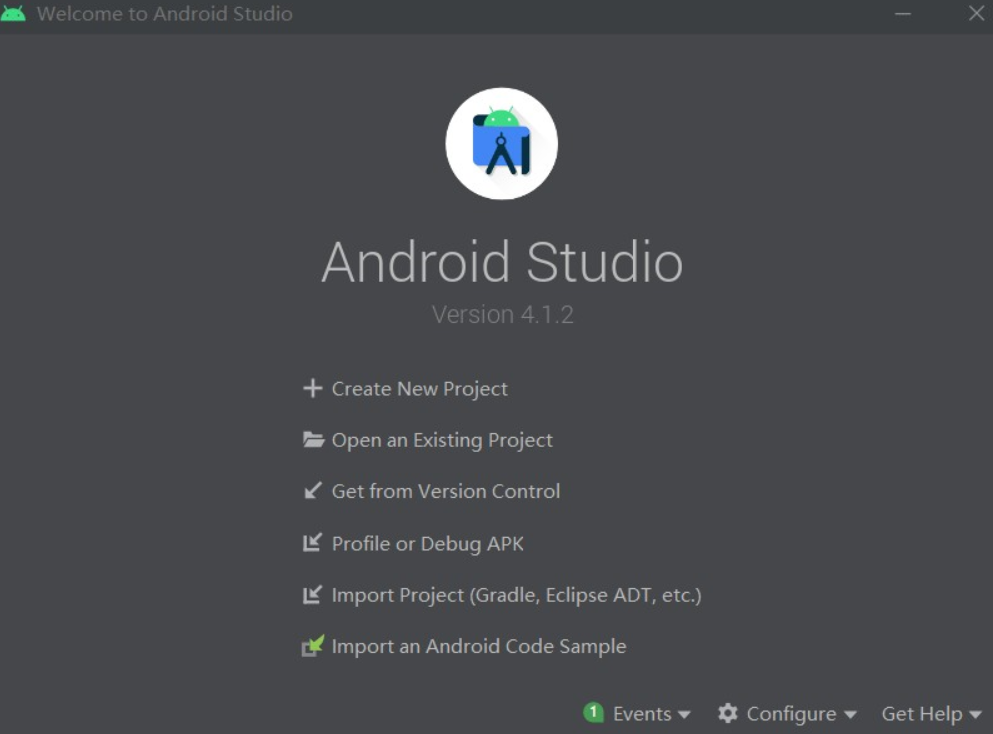 Welcome to Android Studio
Android Studio
Version 4.1.2
Create New Project
Open an Existing Project
Get from Version Control
Profile or Debug APK
Import Project (Gradle, Eclipse ADT, etc.)
Import an Android Code Sample
1 Events Configure Get Help